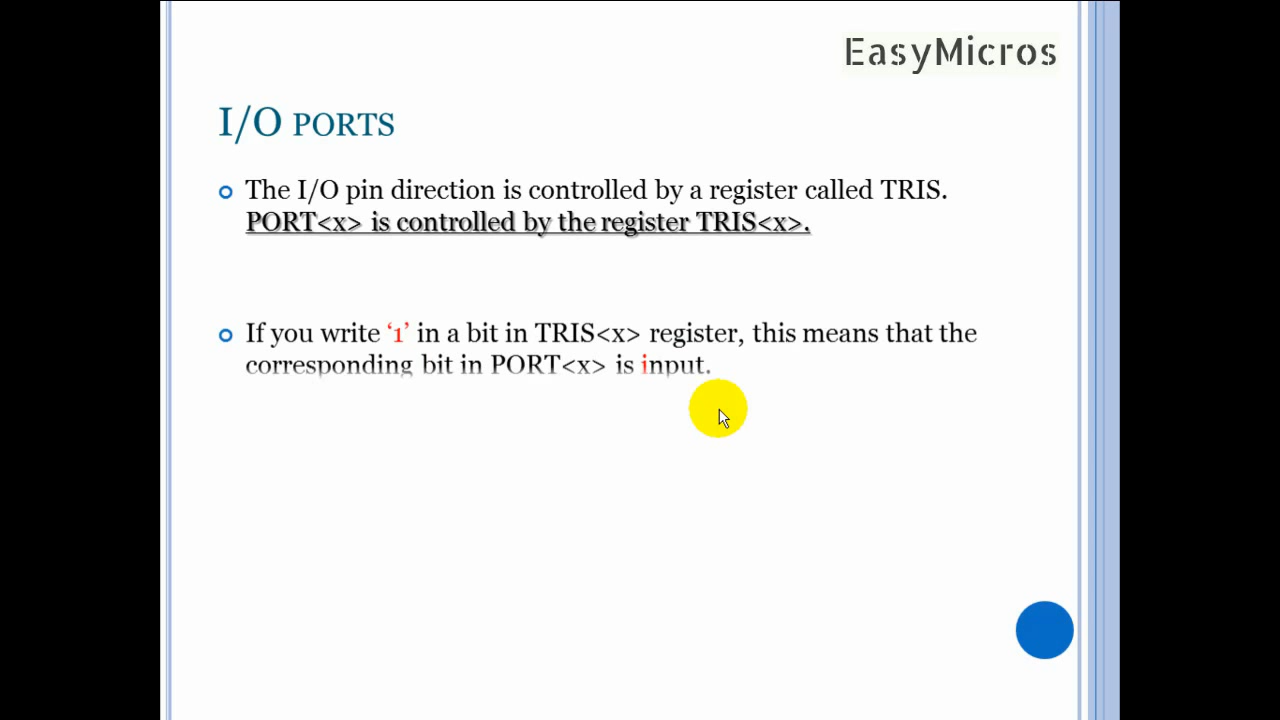 EasyMicros
I/O PORTS
The I/O pin direction is controlled by a register called TRIS.
PORT<x> is controlled by the register TRIS<x>.
If you write ‘1’ in a bit in TRIS<x> register, this means that the
corresponding bit in PORT<x> is input.